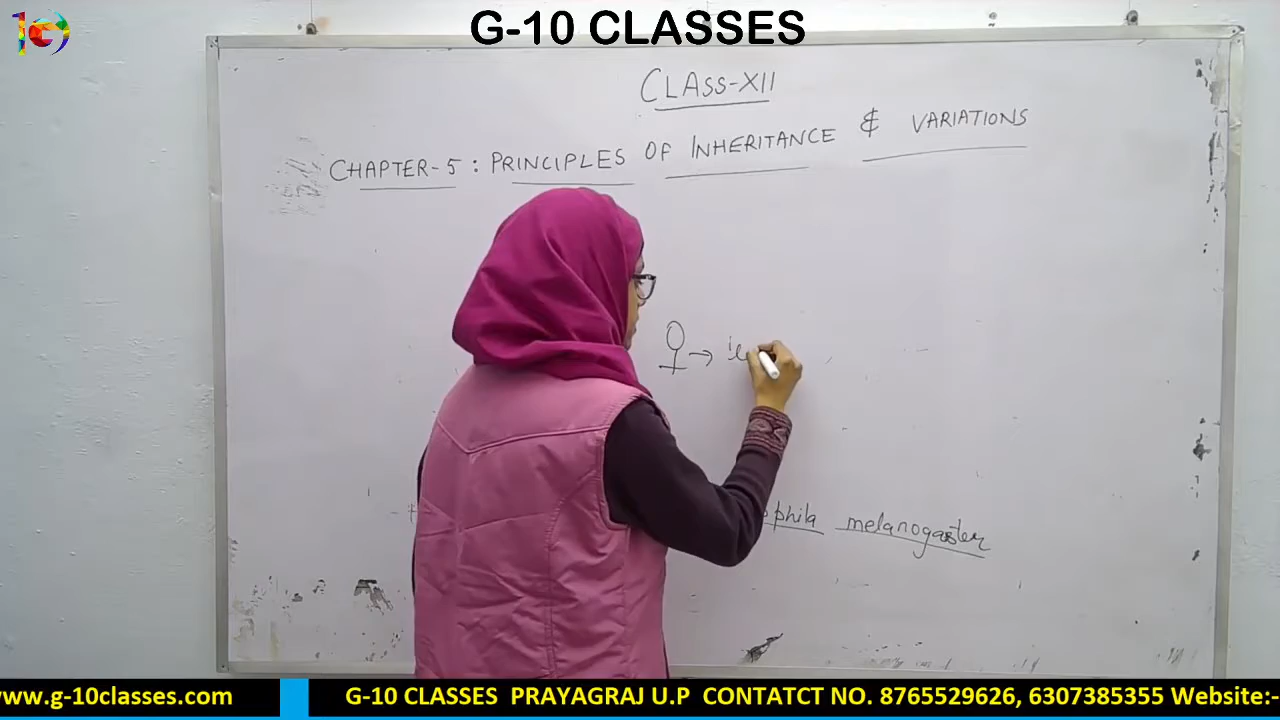 G-10 CLASSES
CLASS-XII
CHAPTER-5 : PRINCIPLES OF INHERITANCE & VARIATIONS
♀ →
melanogaster
www.g-10classes.com G-10 CLASSES PRAYAGRAJ U.P CONTATCT NO. 8765529626, 6307385355 Website:-